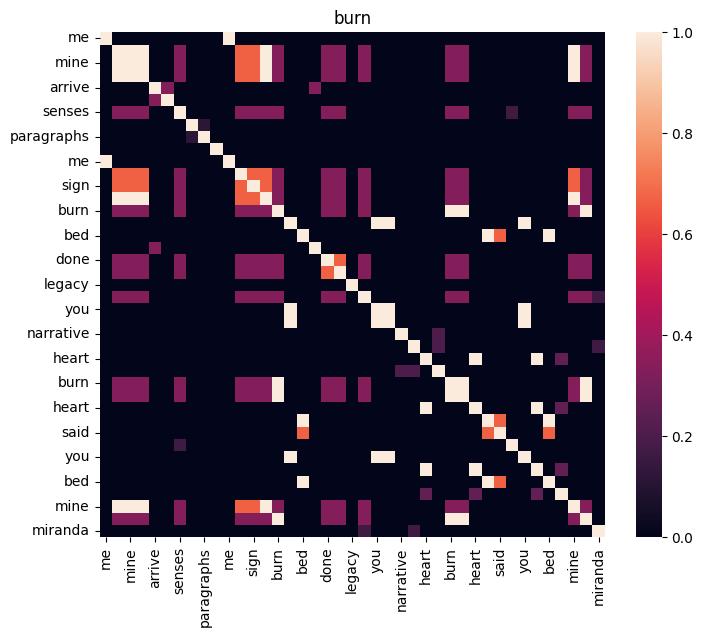 burn
me
mine
arrive
senses
paragraphs
me
sign
burn
bed
done
legacy
you
narrative
heart
burn
heart
said
you
bed
mine
miranda
1.0
0.8
0.6
0.4
0.2
0.0
me
mine
arrive
senses
paragraphs
me
sign
burn
bed
done
legacy
you
narrative
heart
burn
heart
said
you
bed
mine
miranda